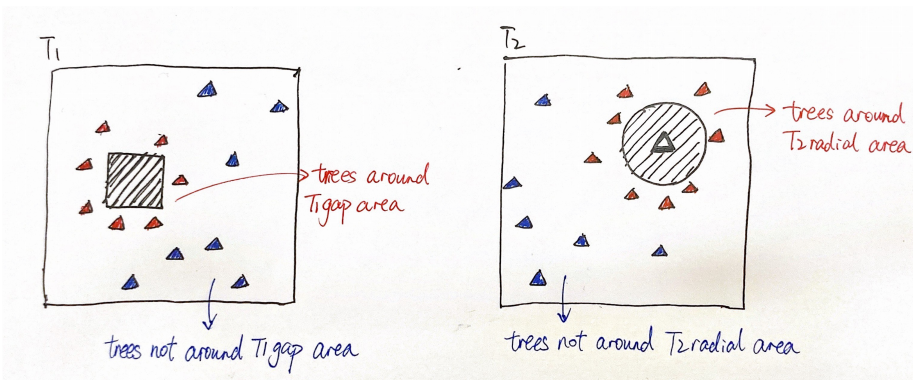 T1
trees around
T1 gap area
trees not around T1 gap area
T2
trees around
T2 radial area
trees not around T2 radial area